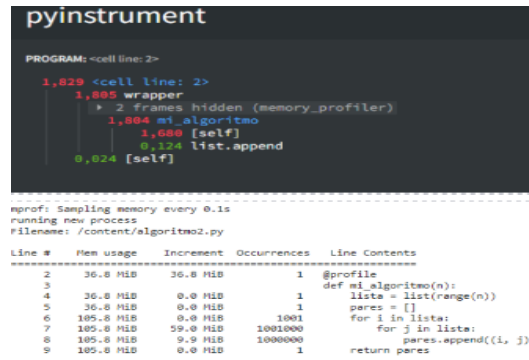 pyinstrument
PROGRAM: <cell line: 2>
1,829 <cell line: 2>
1,805 wrapper
▸ 2 frames hidden (memory_profiler)
1,804 mi_algoritmo
1,680 [self]
0,124 list.append
0,024 [self]
mprof: Sampling memory every 0.1s
running new process
Filename: /content/algoritmo2.py
Line # Mem usage Increment Occurrences Line Contents
2 36.8 MiB 36.8 MiB 1 @profile
3 def mi_algoritmo(n):
4 36.8 MiB 0.0 MiB 1 lista = list(range(n))
5 36.8 MiB 0.0 MiB 1 pares = []
6 105.8 MiB 0.0 MiB 1001 for i in lista:
7 105.8 MiB 59.0 MiB 1001000 for j in lista:
8 105.8 MiB 9.9 MiB 1000000 pares.append((i, j)
9 105.8 MiB 0.0 MiB 1 return pares